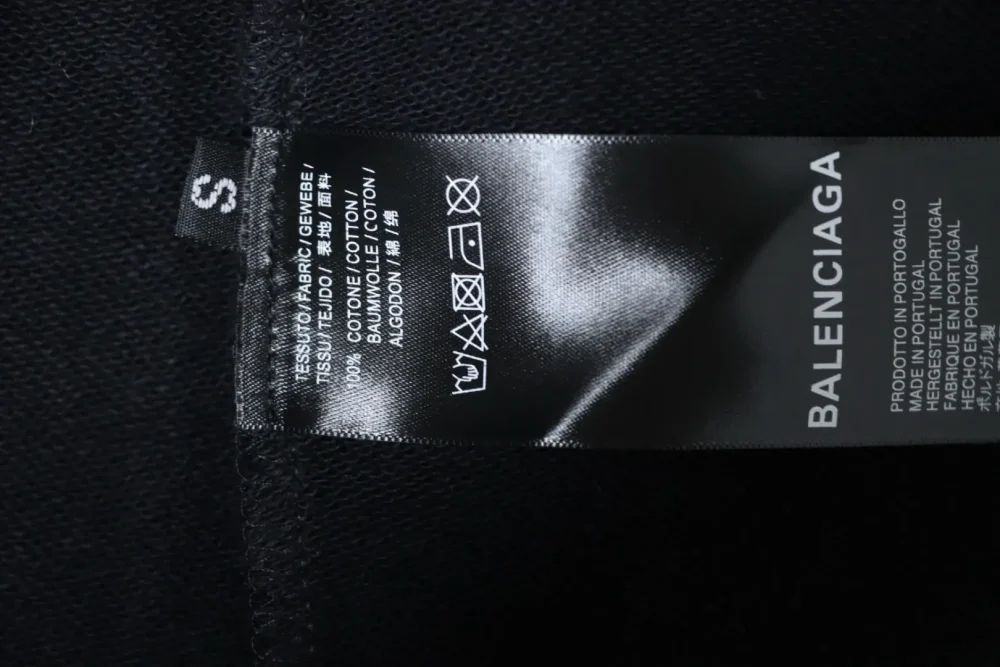 S
TESSUTO / FABRIC / GEWEBE /
TISSU / TEJIDO / 表地 / 面料
100% COTONE / COTTON /
BAUMWOLLE / COTON /
ALGODON / 綿 / 绵
BALENCIAGA
PRODOTTO IN PORTOGALLO
MADE IN PORTUGAL
HERGESTELLT IN PORTUGAL
FABRIQUE EN PORTUGAL
HECHO EN PORTUGAL
ポルトガル製